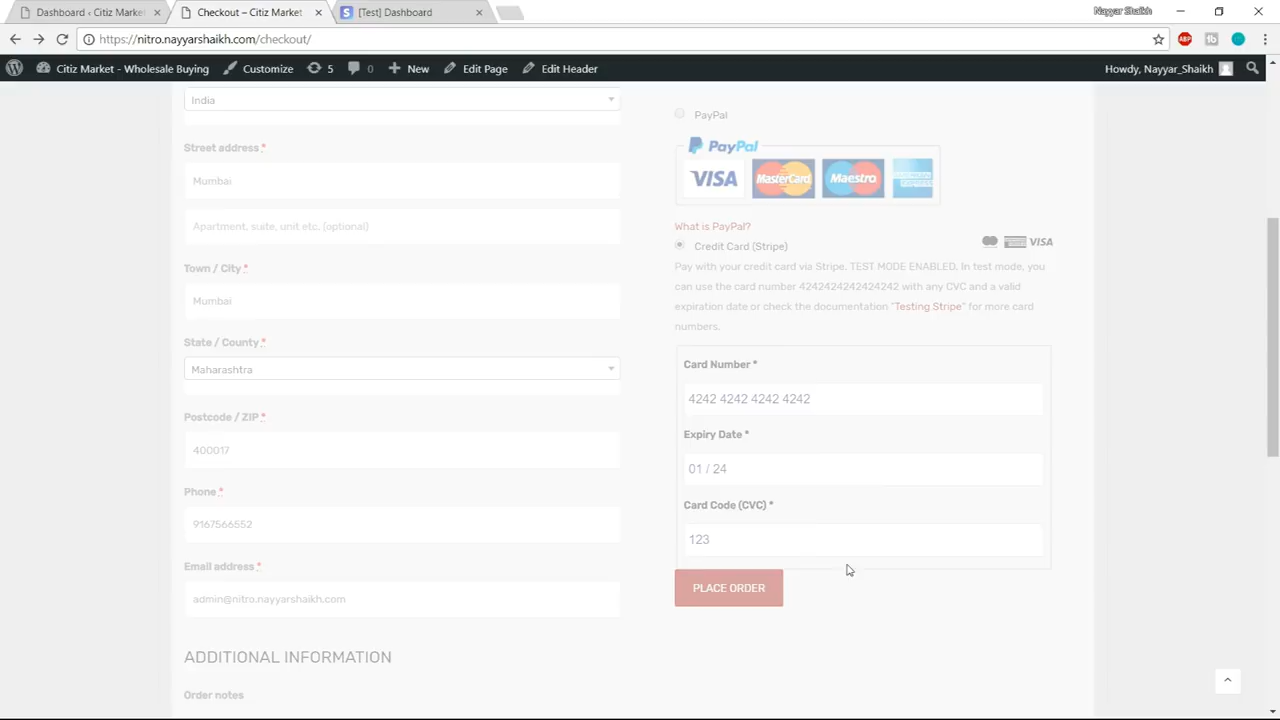 Nayyar Shaikh
Dashboard ‹ Citiz Market
Checkout – Citiz Market
[Test] Dashboard
https://nitro.nayyarshaikh.com/checkout/
ABP
Citiz Market - Wholesale Buying
Customize
5
0
New
Edit Page
Edit Header
Howdy, Nayyar_Shaikh
India
Street address *
Mumbai
Apartment, suite, unit etc. (optional)
Town / City *
Mumbai
State / County *
Maharashtra
Postcode / ZIP *
400017
Phone *
9167566552
Email address *
admin@nitro.nayyarshaikh.com
ADDITIONAL INFORMATION
Order notes
PayPal
PayPal
VISA
MasterCard
Maestro
AMERICAN EXPRESS
What is PayPal?
Credit Card (Stripe)
VISA
Pay with your credit card via Stripe. TEST MODE ENABLED. In test mode, you
can use the card number 4242424242424242 with any CVC and a valid
expiration date or check the documentation "Testing Stripe" for more card
numbers.
Card Number *
4242 4242 4242 4242
Expiry Date *
01 / 24
Card Code (CVC) *
123
PLACE ORDER